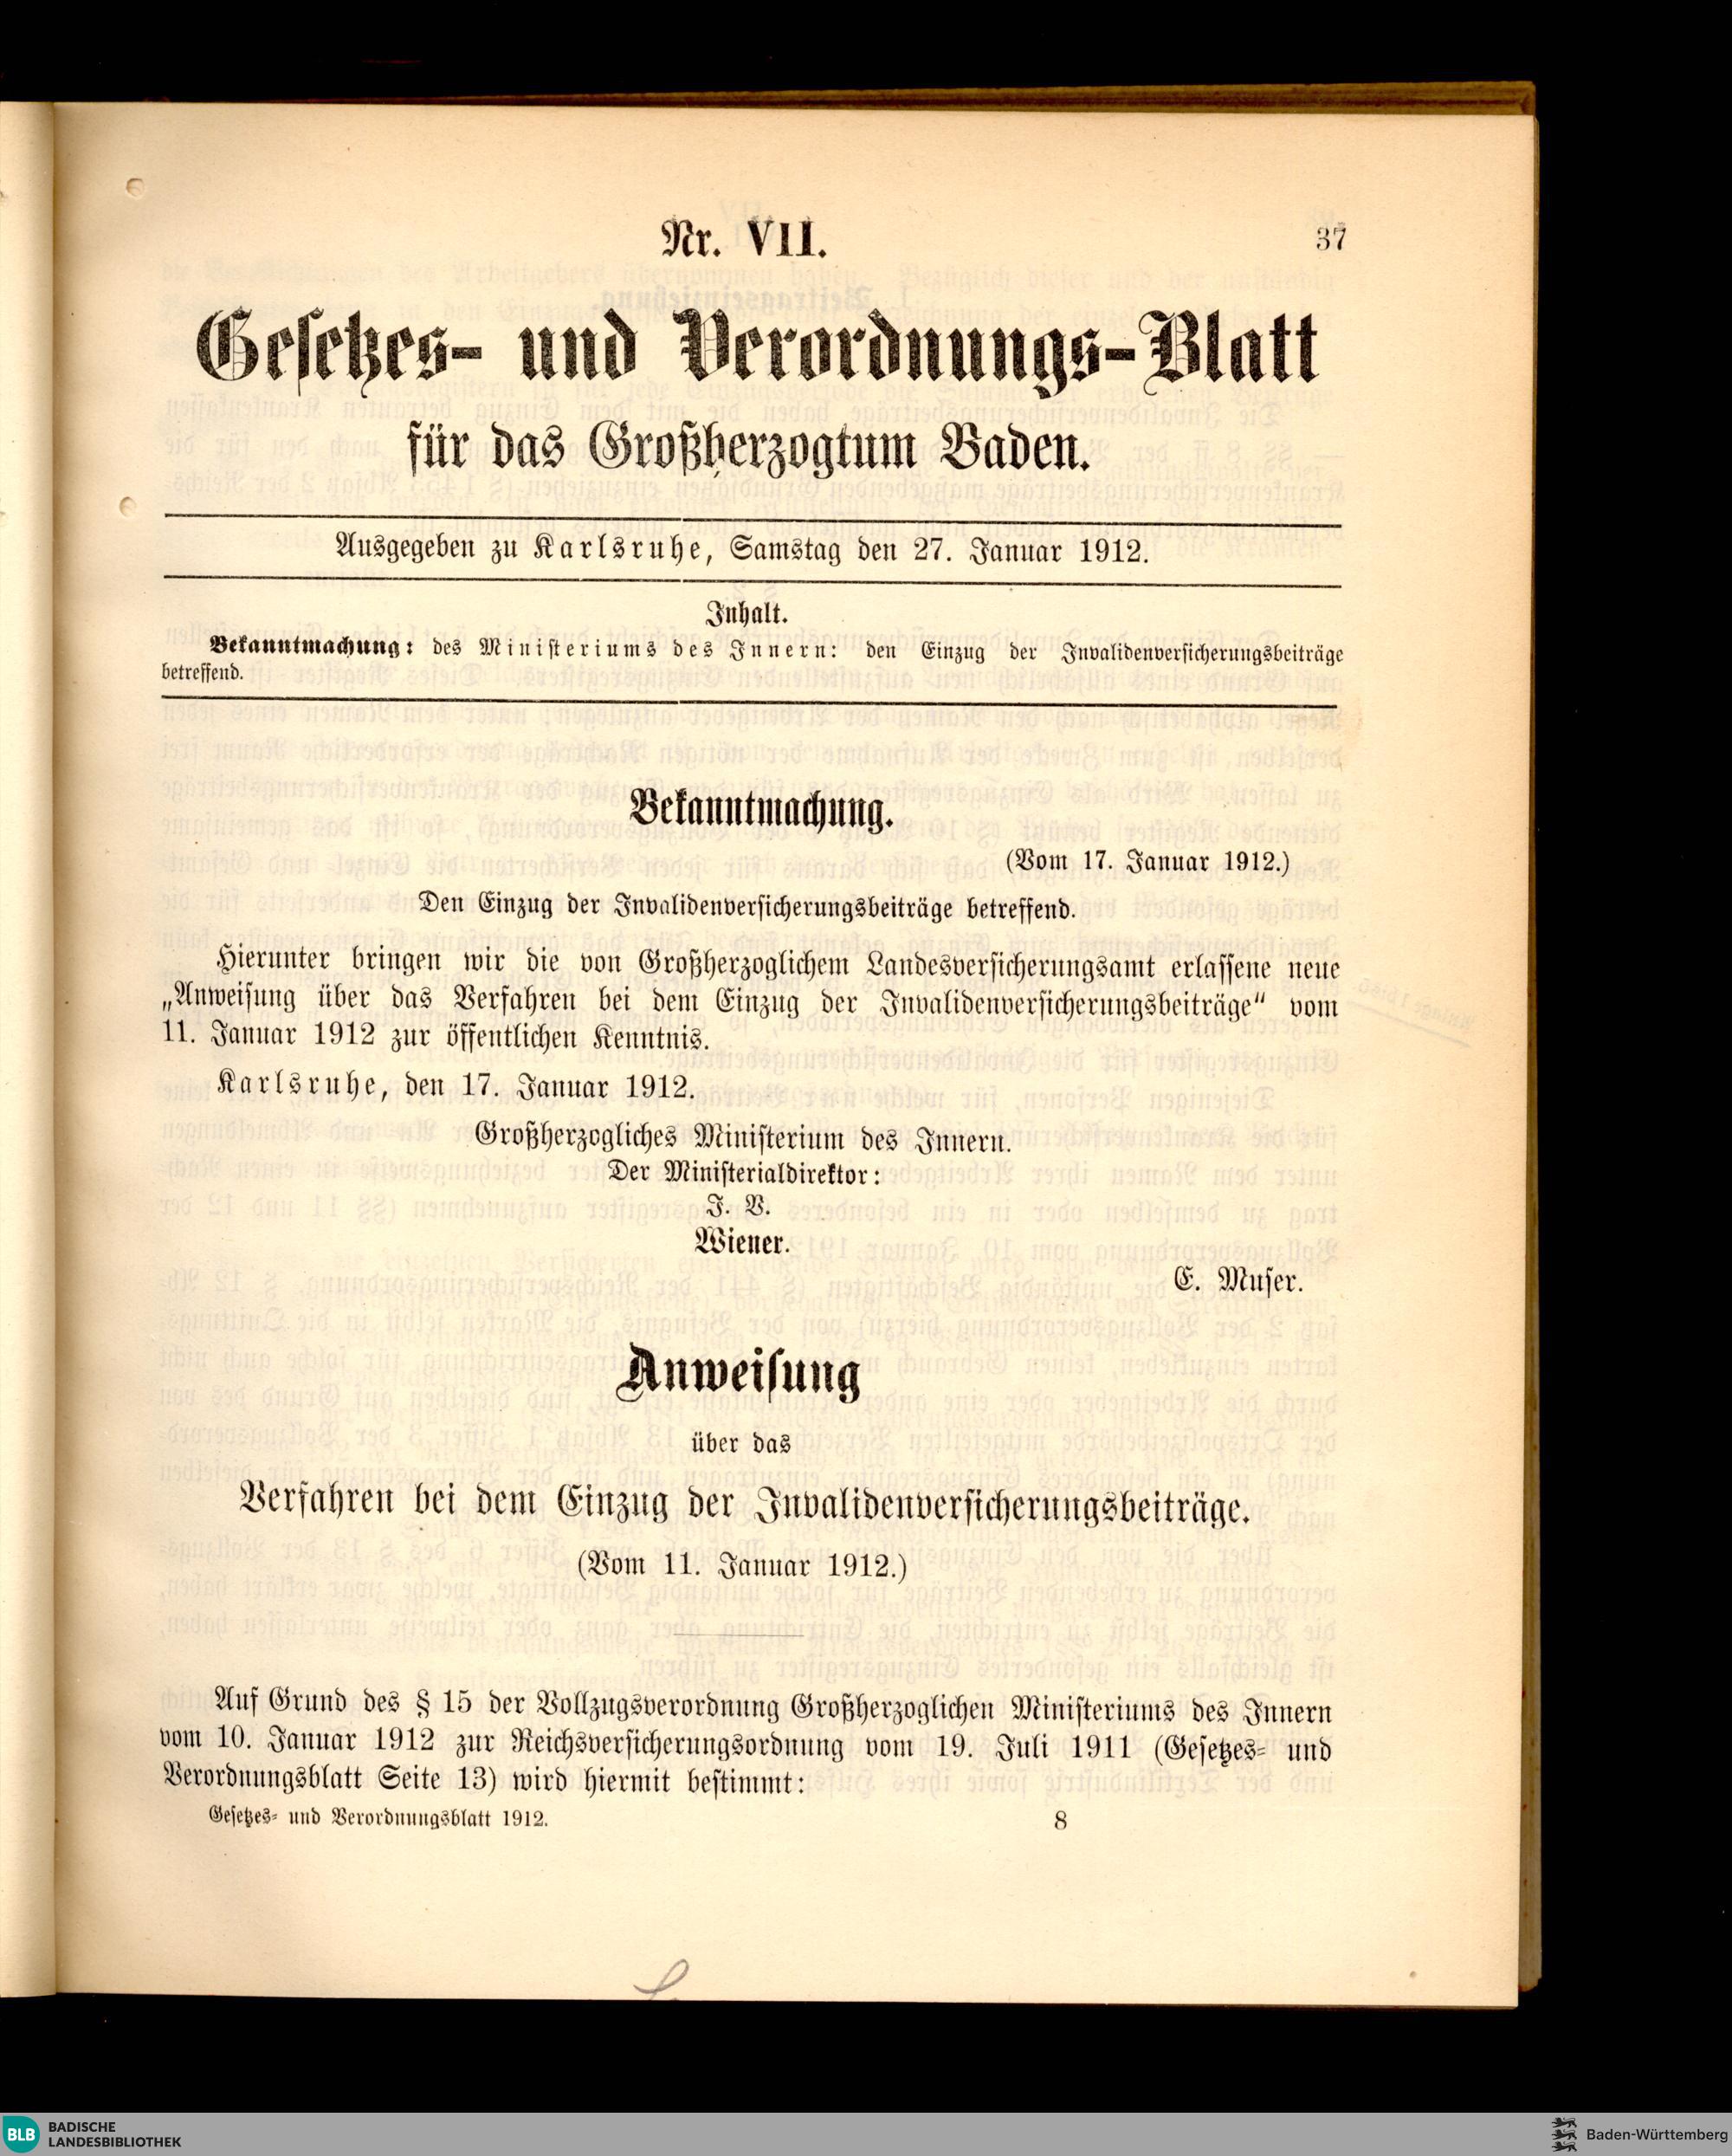 Nr. VII.
37
Gesetzes- und Verordnungs-Blatt
für das Großherzogtum Baden.
Ausgegeben zu Karlsruhe, Samstag den 27. Januar 1912.
Inhalt.
Bekanntmachung: des Ministeriums des Innern: den Einzug der Invalidenversicherungsbeiträge
betreffend.
Bekanntmachung.
(Vom 17. Januar 1912.)
Den Einzug der Invalidenversicherungsbeiträge betreffend.
Hierunter bringen wir die von Großherzoglichem Landesversicherungsamt erlassene neue
„Anweisung über das Verfahren bei dem Einzug der Invalidenversicherungsbeiträge“ vom
11. Januar 1912 zur öffentlichen Kenntnis.
Karlsruhe, den 17. Januar 1912.
Großherzogliches Ministerium des Innern.
Der Ministerialdirektor:
J. V.
Wiener.
E. Muser.
Anweisung
über das
Verfahren bei dem Einzug der Invalidenversicherungsbeiträge.
(Vom 11. Januar 1912.)
Auf Grund des § 15 der Vollzugsverordnung Großherzoglichen Ministeriums des Innern
vom 10. Januar 1912 zur Reichsversicherungsordnung vom 19. Juli 1911 (Gesetzes- und
Verordnungsblatt Seite 13) wird hiermit bestimmt:
Gesetzes- und Verordnungsblatt 1912.
8
BLB BADISCHE
LANDESBIBLIOTHEK
Baden-Württemberg